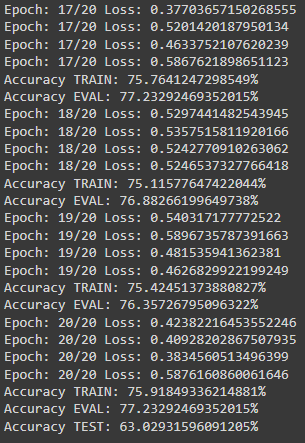 Epoch: 17/20 Loss: 0.37703657150268555
Epoch: 17/20 Loss: 0.5201420187950134
Epoch: 17/20 Loss: 0.4633752107620239
Epoch: 17/20 Loss: 0.5867621898651123
Accuracy TRAIN: 75.7641247298549%
Accuracy EVAL: 77.23292469352015%
Epoch: 18/20 Loss: 0.5297441482543945
Epoch: 18/20 Loss: 0.5357515811920166
Epoch: 18/20 Loss: 0.5242770910263062
Epoch: 18/20 Loss: 0.5246537327766418
Accuracy TRAIN: 75.11577647422044%
Accuracy EVAL: 76.88266199649738%
Epoch: 19/20 Loss: 0.540317177772522
Epoch: 19/20 Loss: 0.5896735787391663
Epoch: 19/20 Loss: 0.481535941362381
Epoch: 19/20 Loss: 0.4626829922199249
Accuracy TRAIN: 75.42451373880827%
Accuracy EVAL: 76.35726795096322%
Epoch: 20/20 Loss: 0.42382216453552246
Epoch: 20/20 Loss: 0.40928202867507935
Epoch: 20/20 Loss: 0.3834560513496399
Epoch: 20/20 Loss: 0.5876160860061646
Accuracy TRAIN: 75.91849336214881%
Accuracy EVAL: 77.23292469352015%
Accuracy TEST: 63.02931596091205%